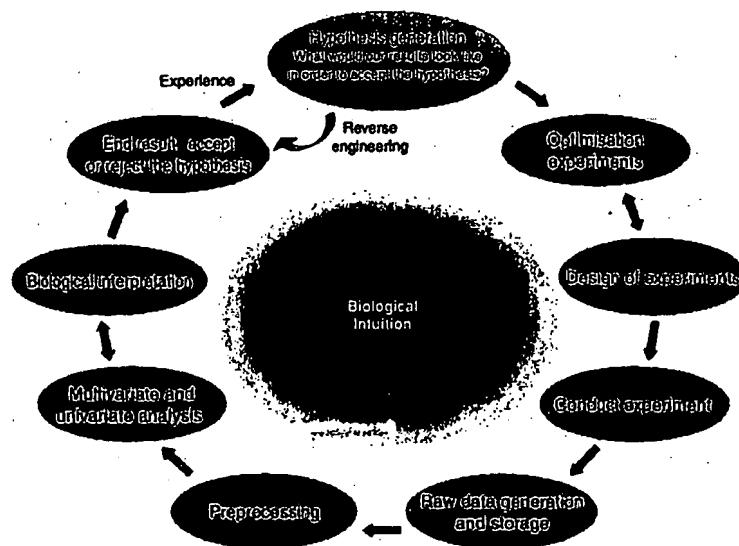 Hypothesis generation
What would our results look like
in order to accept the hypothesis?
Experience
Reverse
engineering
End result accept
or reject the hypothesis
Optimisation
experiments
Biological interpretation
Design of experiments
Biological
Intuition
Multivariate and
univariate analysis
Conduct experiment
Preprocessing
Raw data generation
and storage